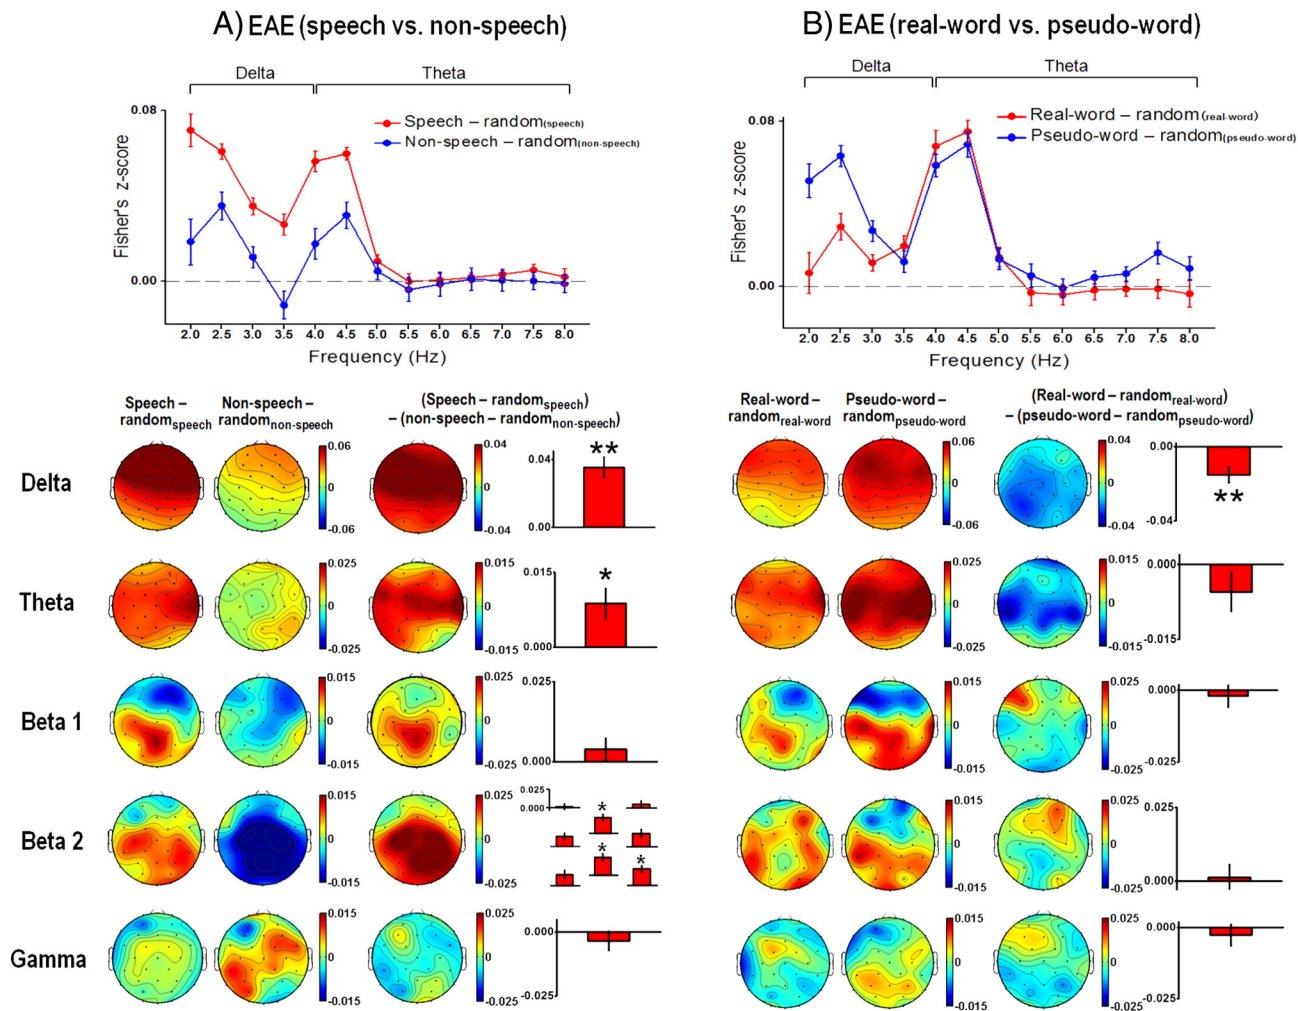 A) EAE (speech vs. non-speech)
Delta
Theta
0.08
0.00
Fisher's z-score
Speech – random(speech)
Non-speech – random(non-speech)
2.0 2.5 3.0 3.5 4.0 4.5 5.0 5.5 6.0 6.5 7.0 7.5 8.0
Frequency (Hz)
B) EAE (real-word vs. pseudo-word)
Delta
Theta
0.08
0.00
Fisher's z-score
Real-word – random (real-word)
Pseudo-word – random(pseudo-word)
2.0 2.5 3.0 3.5 4.0 4.5 5.0 5.5 6.0 6.5 7.0 7.5 8.0
Frequency (Hz)
Speech –
random speech
Non-speech –
random non-speech
(Speech – random speech)
– (non-speech – random non-speech)
Real-word –
random real-word
Pseudo-word –
random pseudo-word
(Real-word – random real-word)
– (pseudo-word – random pseudo-word)
Delta
0.06
0
-0.06
0.04
0
-0.04
0.04
0.00
**
0.06
0
-0.06
0.04
0
-0.04
0.00
-0.04
**
Theta
0.025
0
-0.025
0.015
0
-0.015
0.015
0.000
*
0.025
0
-0.025
0.015
0
-0.015
0.000
-0.015
Beta 1
0.015
0
-0.015
0.025
0
-0.025
0.025
0.000
0.015
0
-0.015
0.025
0
-0.025
0.000
-0.025
Beta 2
0.015
0
-0.015
0.025
0
-0.025
0.025
0.000
*
*
*
0.015
0
-0.015
0.025
0
-0.025
0.025
0.000
Gamma
0.015
0
-0.015
0.025
0
-0.025
0.000
-0.025
0.015
0
-0.015
0.025
0
-0.025
0.000
-0.025